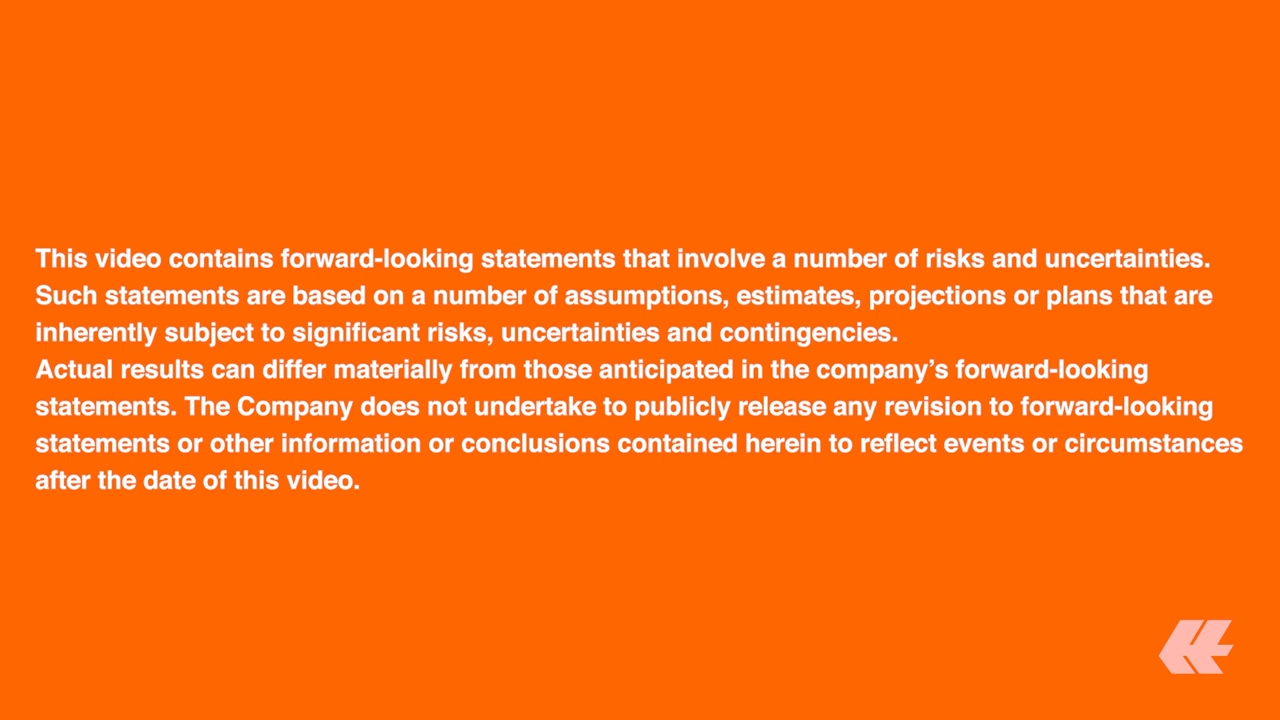 This video contains forward-looking statements that involve a number of risks and uncertainties.
Such statements are based on a number of assumptions, estimates, projections or plans that are
inherently subject to significant risks, uncertainties and contingencies.
Actual results can differ materially from those anticipated in the company’s forward-looking
statements. The Company does not undertake to publicly release any revision to forward-looking
statements or other information or conclusions contained herein to reflect events or circumstances
after the date of this video.